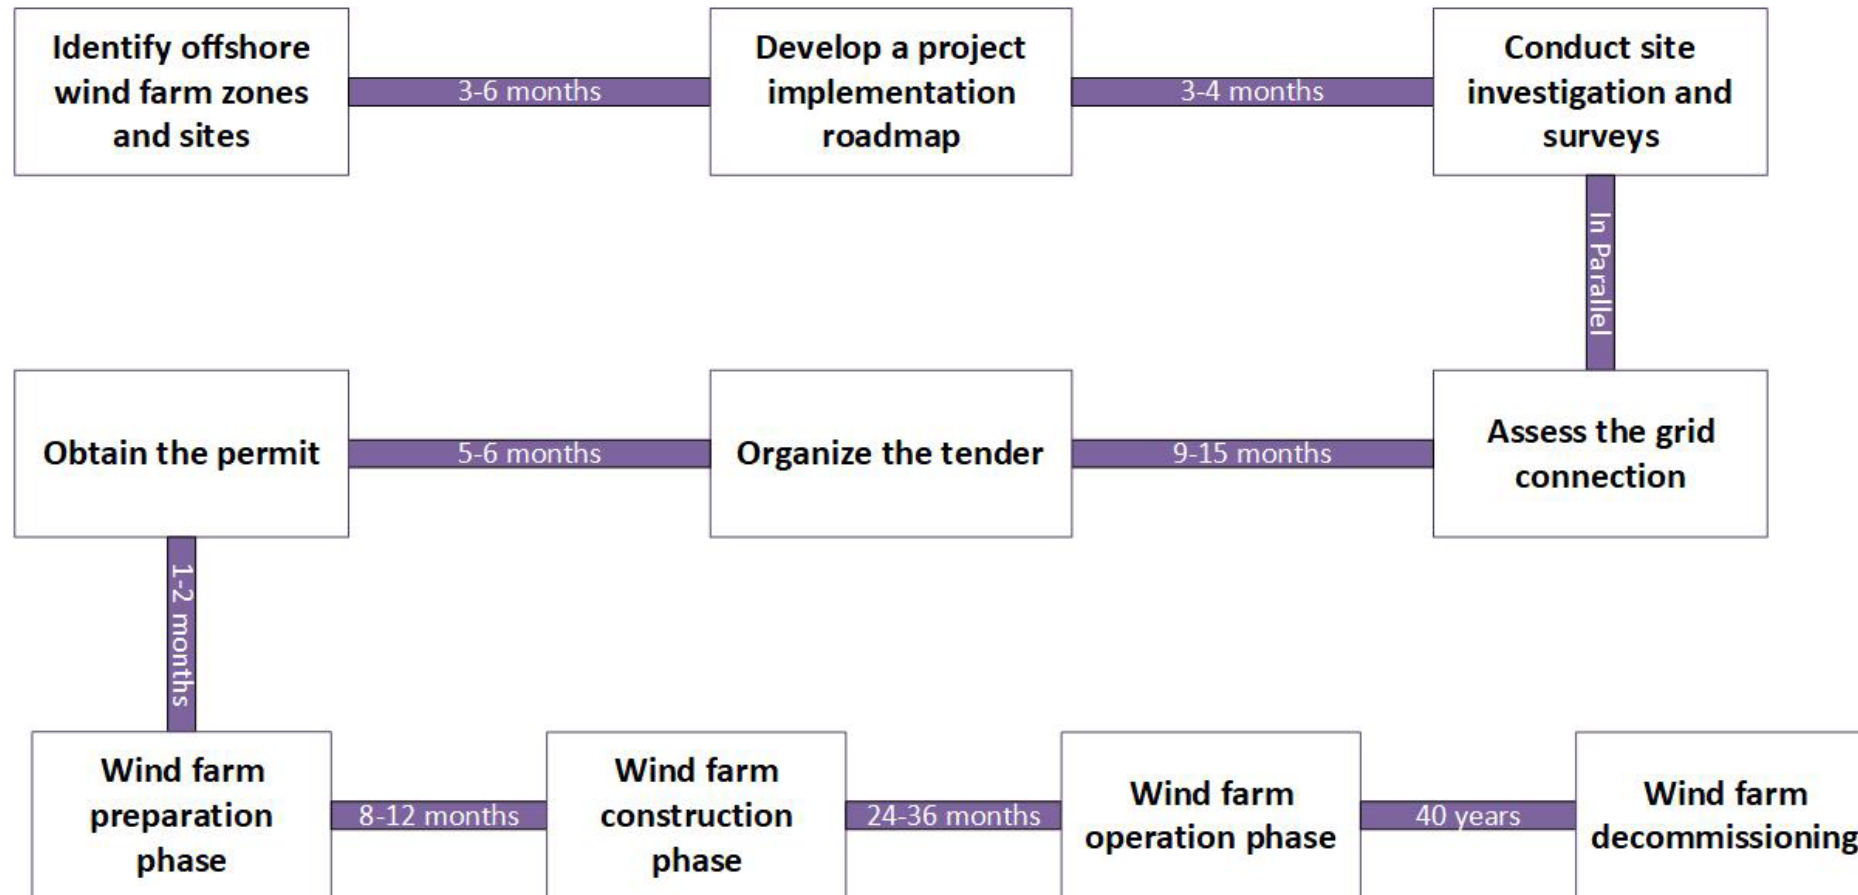 Identify offshore
wind farm zones
and sites
3-6 months
Develop a project
implementation
roadmap
3-4 months
Conduct site
investigation and
surveys
In Parallel
Assess the grid
connection
9-15 months
Organize the tender
5-6 months
Obtain the permit
1-2 months
Wind farm
preparation
phase
8-12 months
Wind farm
construction
phase
24-36 months
Wind farm
operation phase
40 years
Wind farm
decommissioning